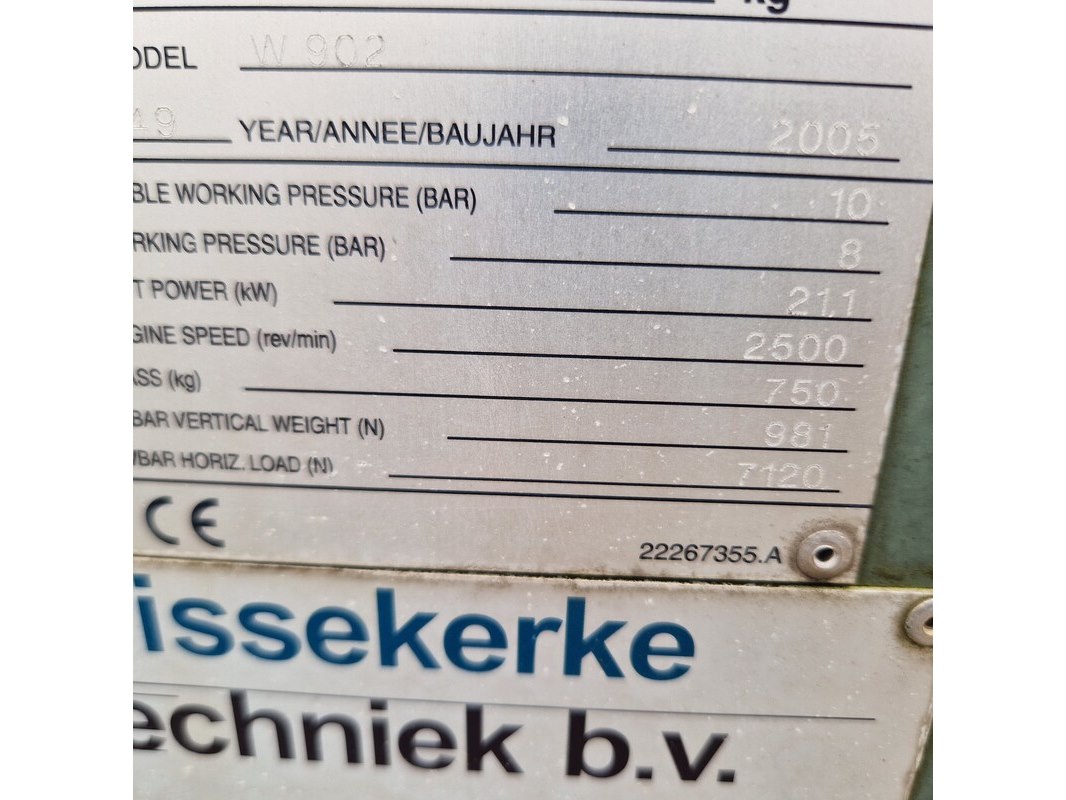 kg
ODEL W 902
49 YEAR/ANNEE/BAUJAHR 2005
BLE WORKING PRESSURE (BAR) 10
RKING PRESSURE (BAR) 8
T POWER (kW) 21,1
GINE SPEED (rev/min) 2500
ASS (kg) 750
BAR VERTICAL WEIGHT (N) 981
WBAR HORIZ. LOAD (N) 7120
CE
22267355.A
issekerke
echniek b.v.